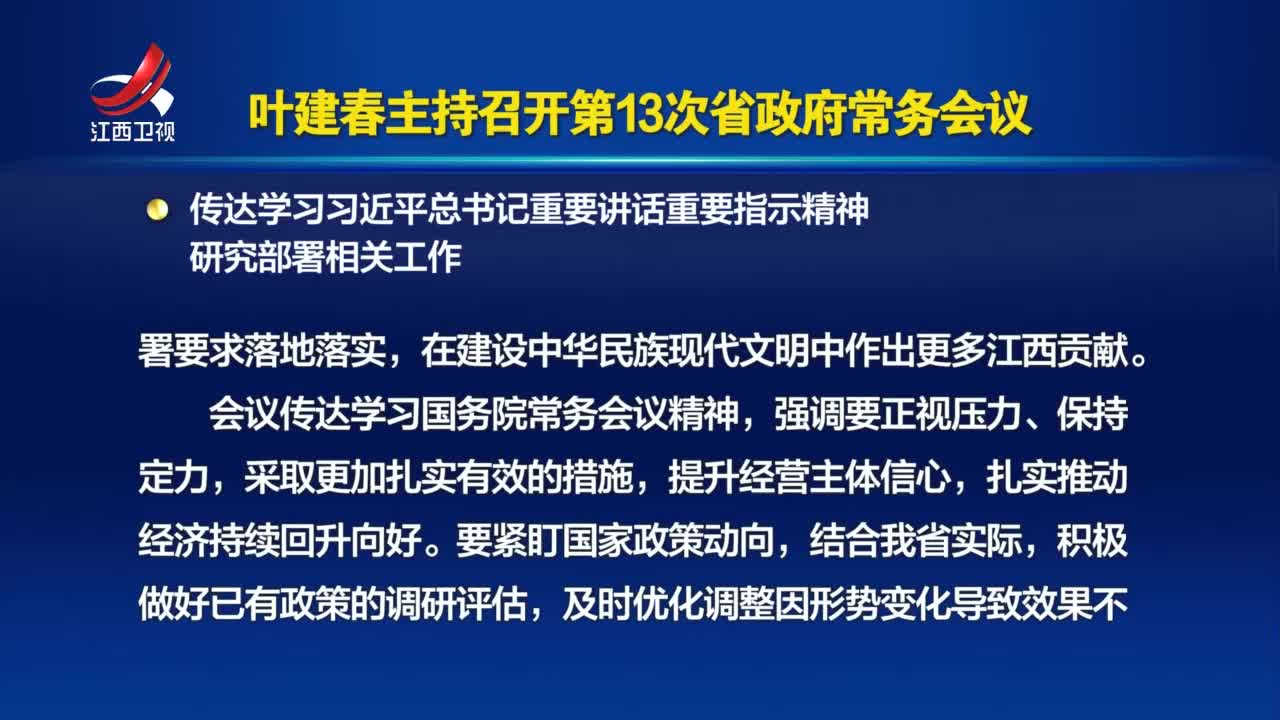 江西卫视
叶建春主持召开第13次省政府常务会议
传达学习习近平总书记重要讲话重要指示精神
研究部署相关工作
署要求落地落实，在建设中华民族现代文明中作出更多江西贡献。
会议传达学习国务院常务会议精神，强调要正视压力、保持
定力，采取更加扎实有效的措施，提升经营主体信心，扎实推动
经济持续回升向好。要紧盯国家政策动向，结合我省实际，积极
做好已有政策的调研评估，及时优化调整因形势变化导致效果不